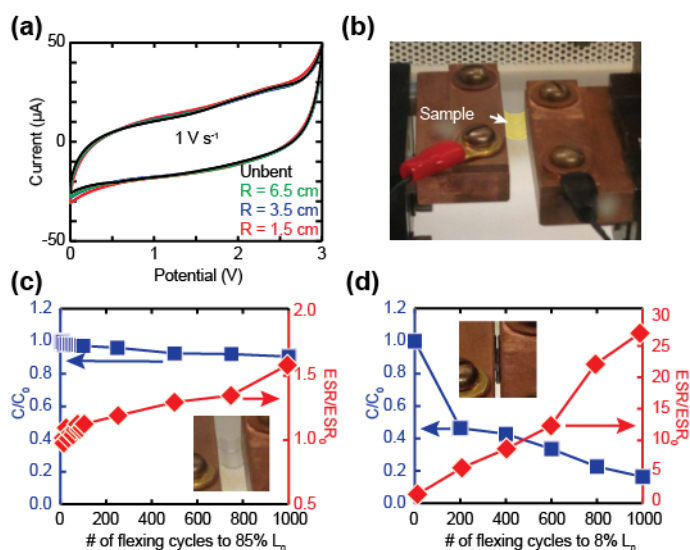 (a)
50
0
-50
Current (µA)
1 V s⁻¹
Unbent
R = 6.5 cm
R = 3.5 cm
R = 1.5 cm
0
1
2
3
Potential (V)
(b)
Sample
(c)
1.2
1.0
0.8
0.6
0.4
0.2
0.0
C/C₀
2.0
1.5
1.0
0.5
ESR/ESR₀
0
200
400
600
800
1000
# of flexing cycles to 85% Lₚ
(d)
1.2
1.0
0.8
0.6
0.4
0.2
0.0
C/C₀
30
25
20
15
10
5
0
ESR/ESR₀
0
200
400
600
800
1000
# of flexing cycles to 8% Lₚ